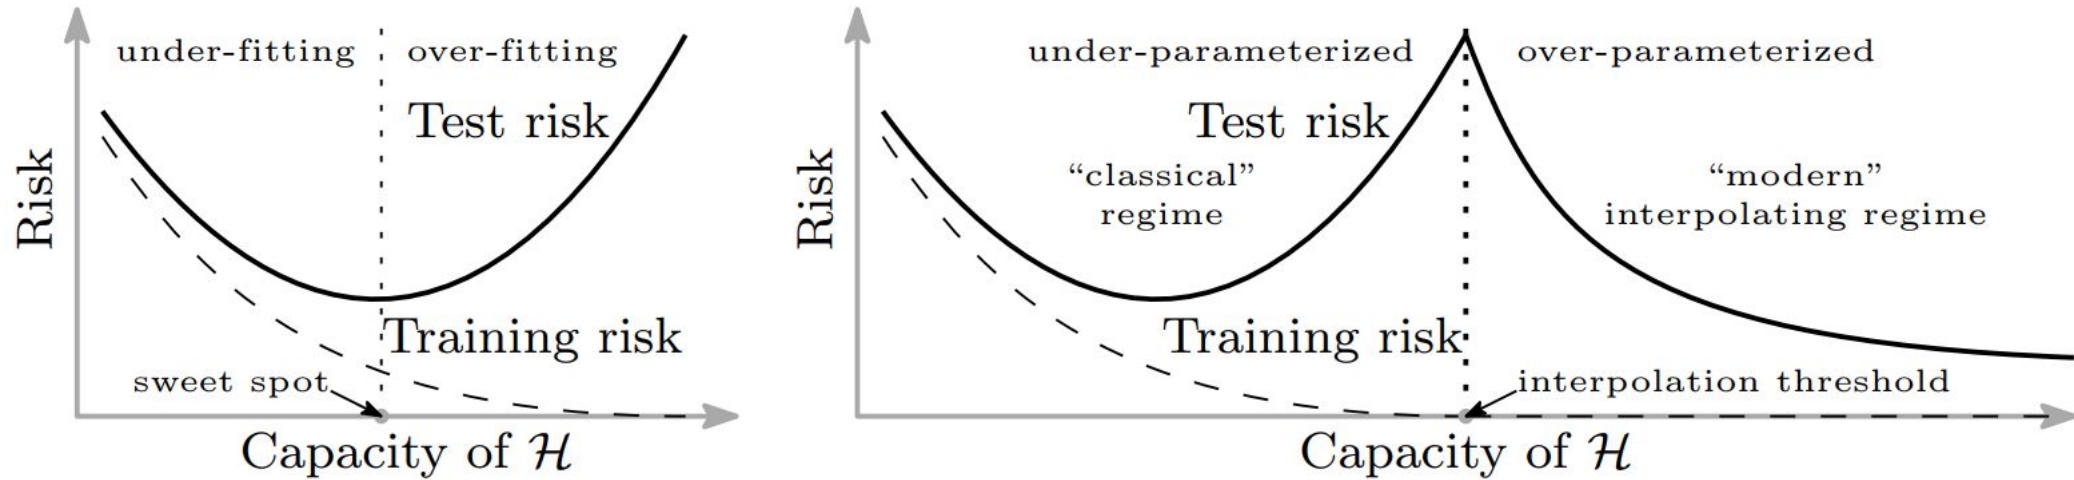 under-fitting
over-fitting
Test risk
Risk
Training risk
sweet spot
Capacity of ℋ
under-parameterized
over-parameterized
Test risk
“classical”
regime
“modern”
interpolating regime
Risk
Training risk
interpolation threshold
Capacity of ℋ